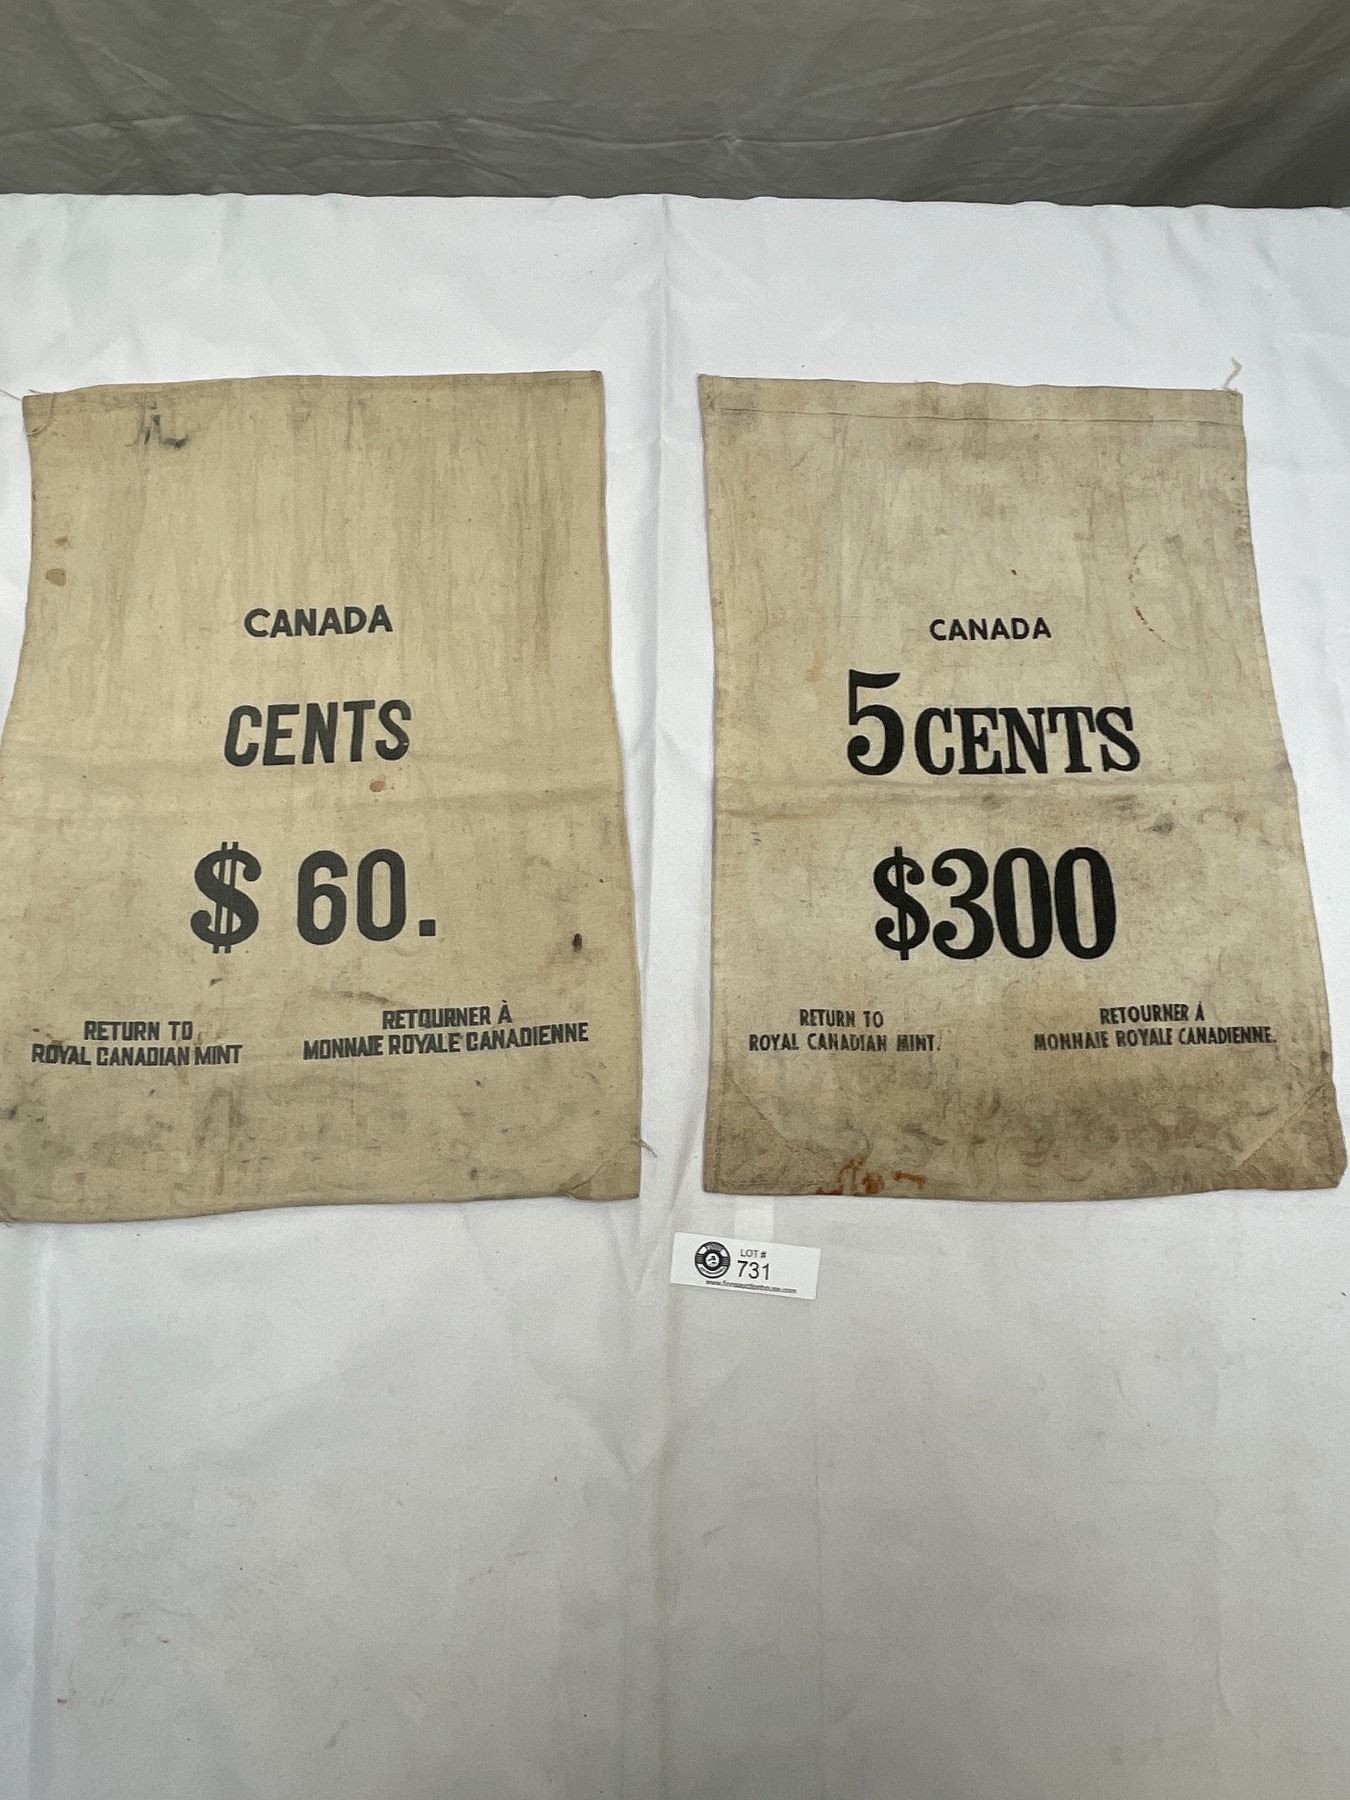 CANADA
CENTS
$ 60.
RETURN TO
ROYAL CANADIAN MINT
RETOURNER À
MONNAIE ROYALE CANADIENNE
CANADA
5 CENTS
$300
RETURN TO
ROYAL CANADIAN MINT.
RETOURNER À
MONNAIE ROYALE CANADIENNE.
LOT #
731